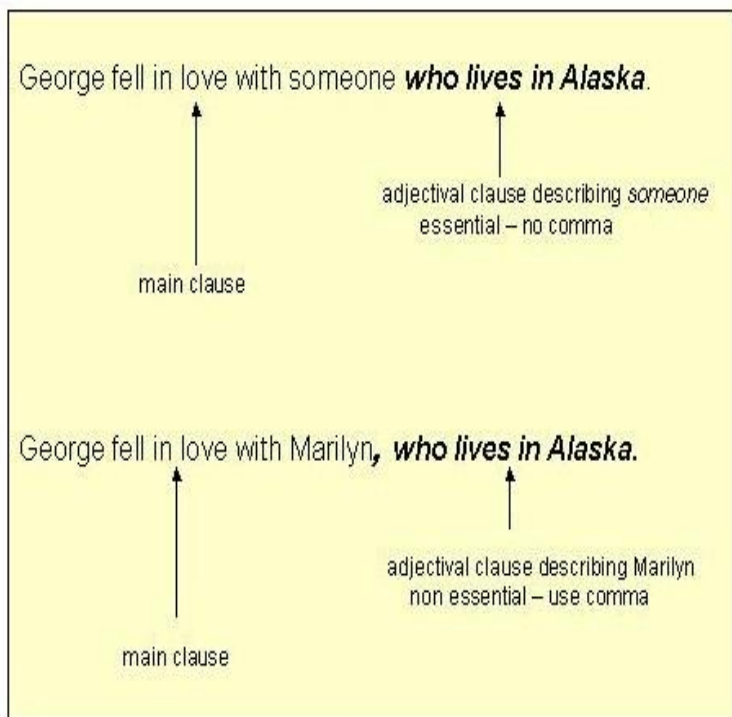 George fell in love with someone who lives in Alaska.
adjectival clause describing someone
essential – no comma
main clause
George fell in love with Marilyn, who lives in Alaska.
adjectival clause describing Marilyn
non essential – use comma
main clause